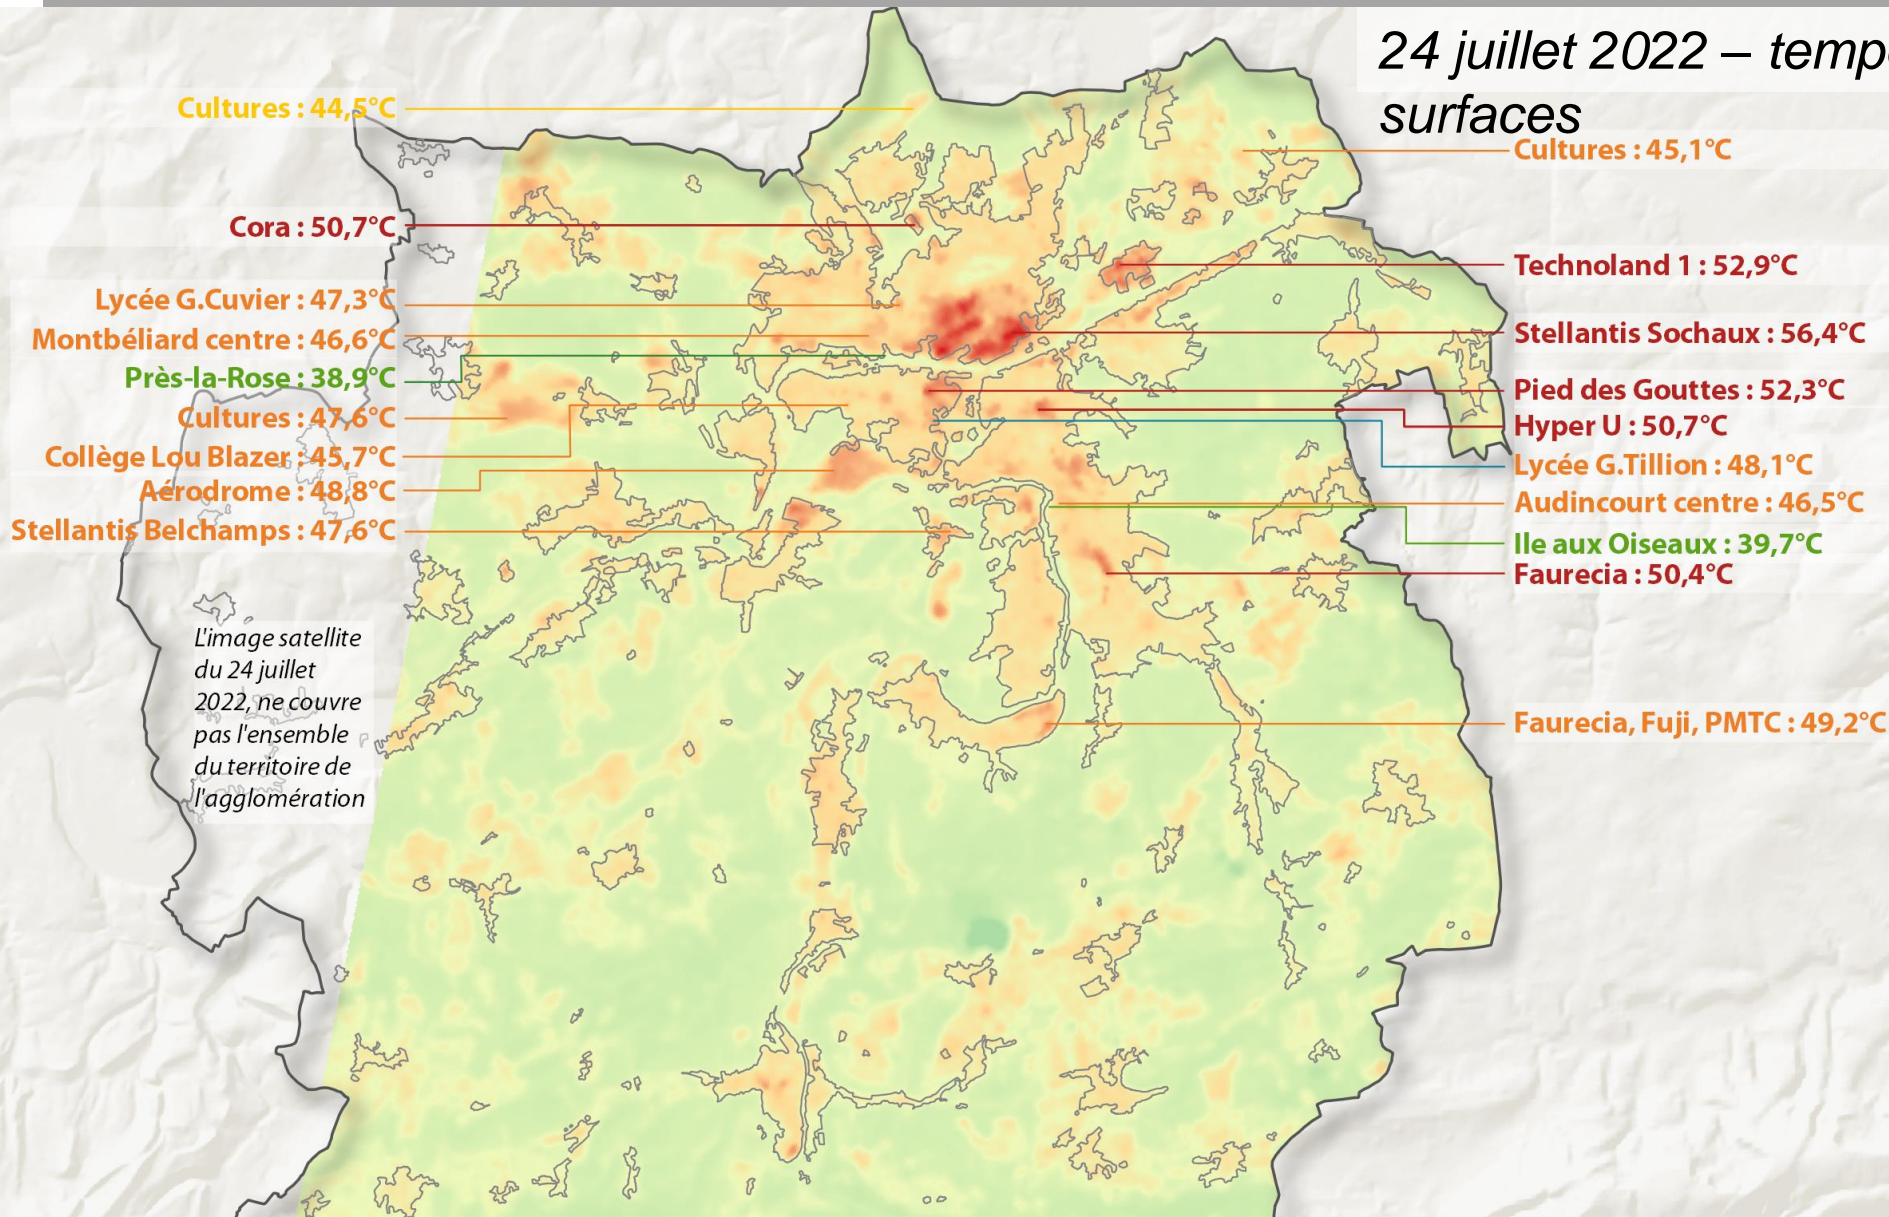 24 juillet 2022 – temp
surfaces
Cultures : 44,5°C
Cora : 50,7°C
Lycée G.Cuvier : 47,3°C
Montbéliard centre : 46,6°C
Près-la-Rose : 38,9°C
Cultures : 47,6°C
Collège Lou Blazer : 45,7°C
Aérodrome : 48,8°C
Stellantis Belchamps : 47,6°C
L'image satellite
du 24 juillet
2022, ne couvre
pas l'ensemble
du territoire de
l'agglomération
Cultures : 45,1°C
Technoland 1 : 52,9°C
Stellantis Sochaux : 56,4°C
Pied des Gouttes : 52,3°C
Hyper U : 50,7°C
Lycée G.Tillion : 48,1°C
Audincourt centre : 46,5°C
Ile aux Oiseaux : 39,7°C
Faurecia : 50,4°C
Faurecia, Fuji, PMTC : 49,2°C